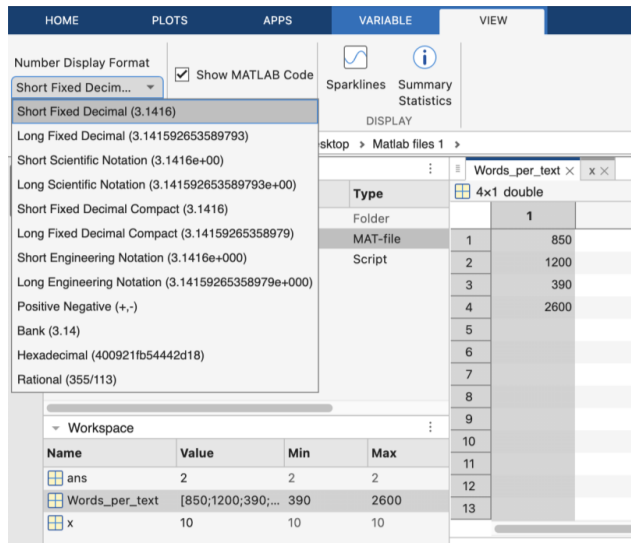 HOME PLOTS APPS VARIABLE VIEW
Number Display Format
Short Fixed Decim...
Show MATLAB Code
Sparklines
Summary
Statistics
DISPLAY
Short Fixed Decimal (3.1416)
Long Fixed Decimal (3.141592653589793)
Short Scientific Notation (3.1416e+00)
Long Scientific Notation (3.141592653589793e+00)
Short Fixed Decimal Compact (3.1416)
Long Fixed Decimal Compact (3.14159265358979)
Short Engineering Notation (3.1416e+000)
Long Engineering Notation (3.14159265358979e+000)
Positive Negative (+,-)
Bank (3.14)
Hexadecimal (400921fb54442d18)
Rational (355/113)
sktop > Matlab files 1 >
Type
Folder
MAT-file
Script
Words_per_text × x ×
4×1 double
1
1 850
2 1200
3 390
4 2600
5
6
7
8
9
10
11
12
13
Workspace
Name Value Min Max
ans 2 2 2
Words_per_text [850;1200;390;... 390 2600
x 10 10 10